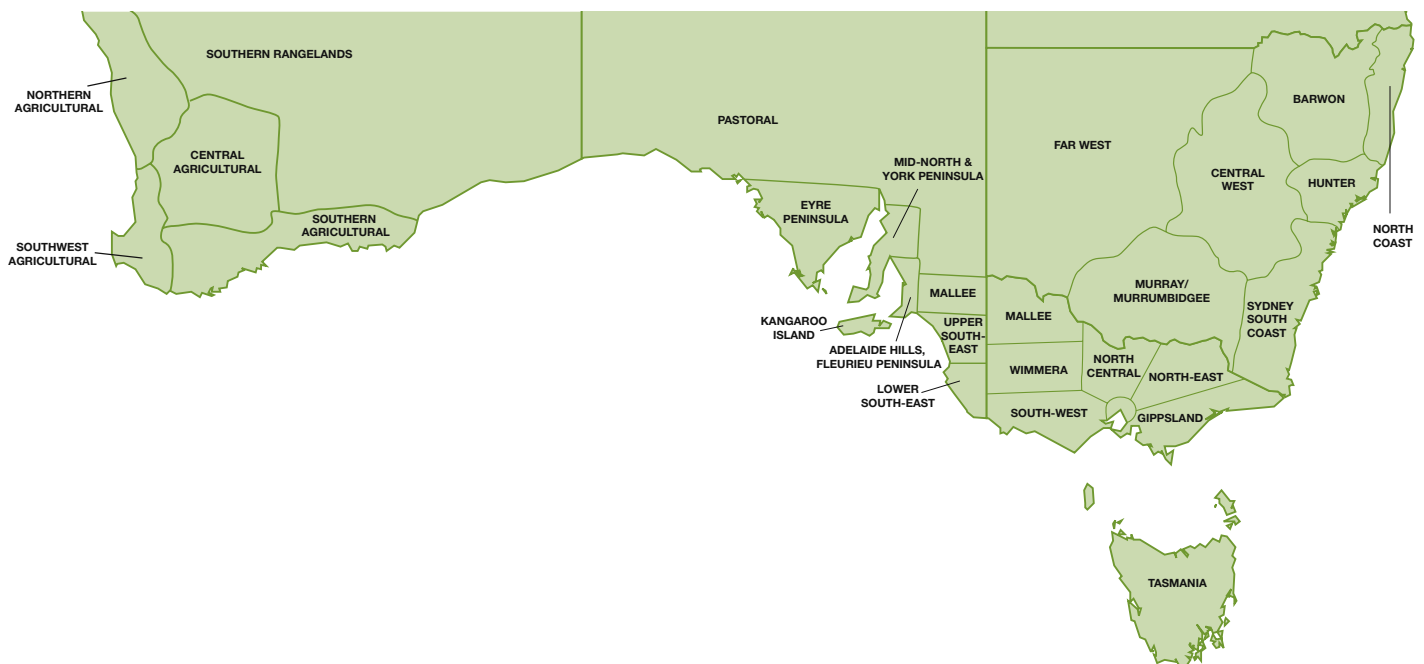 SOUTHERN RANGELANDS
NORTHERN
AGRICULTURAL
CENTRAL
AGRICULTURAL
SOUTHERN
AGRICULTURAL
SOUTHWEST
AGRICULTURAL
PASTORAL
EYRE
PENINSULA
MID-NORTH &
YORK PENINSULA
KANGAROO
ISLAND
ADELAIDE HILLS,
FLEURIEU PENINSULA
MALLEE
UPPER
SOUTH-
EAST
LOWER
SOUTH-EAST
FAR WEST
BARWON
CENTRAL
WEST
HUNTER
NORTH
COAST
MURRAY/
MURRUMBIDGEE
SYDNEY
SOUTH
COAST
MALLEE
WIMMERA
NORTH
CENTRAL
NORTH-EAST
SOUTH-WEST
GIPPSLAND
TASMANIA